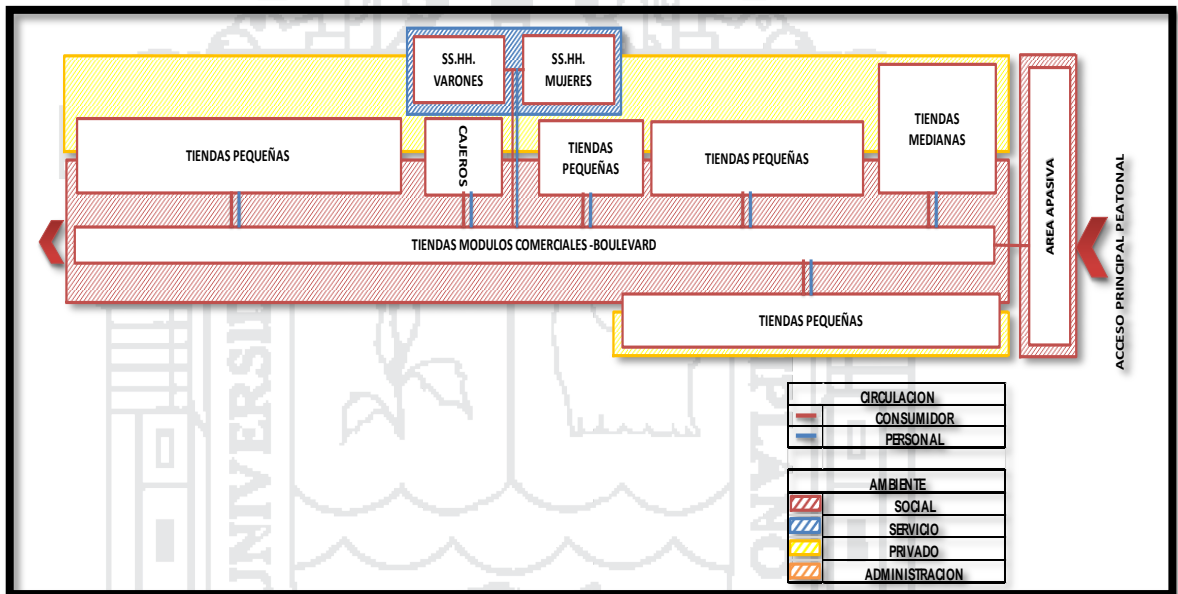 SS.HH.
VARONES
SS.HH.
MUJERES
TIENDAS PEQUEÑAS
CAJEROS
TIENDAS
PEQUEÑAS
TIENDAS PEQUEÑAS
TIENDAS
MEDIANAS
AREA APASIVA
ACCESO PRINCIPAL PEATONAL
TIENDAS MODULOS COMERCIALES -BOULEVARD
TIENDAS PEQUEÑAS
CIRCULACION
CONSUMIDOR
PERSONAL
AMBIENTE
SOCIAL
SERVICIO
PRIVADO
ADMINISTRACION